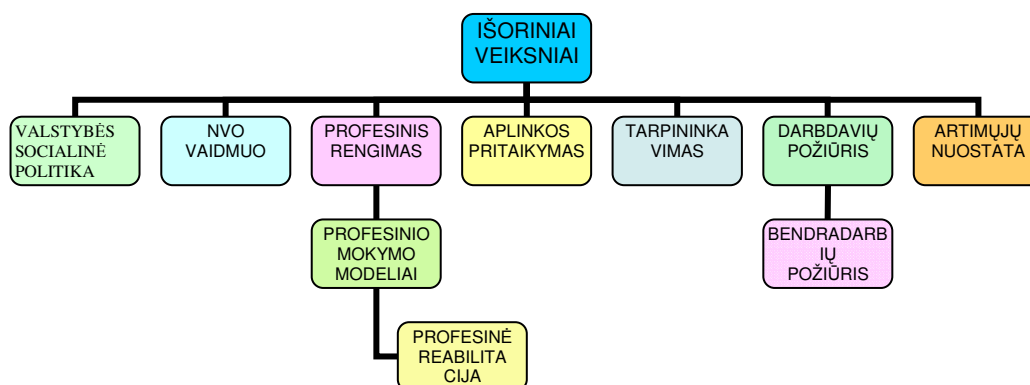 IŠORINIAI
VEIKSNIAI
VALSTYBĖS
SOCIALINĖ
POLITIKA
NVO
VAIDMUO
PROFESINIS
RENGIMAS
APLINKOS
PRITAIKYMAS
TARPININKA
VIMAS
DARBDAVIŲ
POŽIŪRIS
ARTIMŲJŲ
NUOSTATA
PROFESINIO
MOKYMO
MODELIAI
BENDRADARB
IŲ
POŽIŪRIS
PROFESINĖ
REABILITA
CIJA